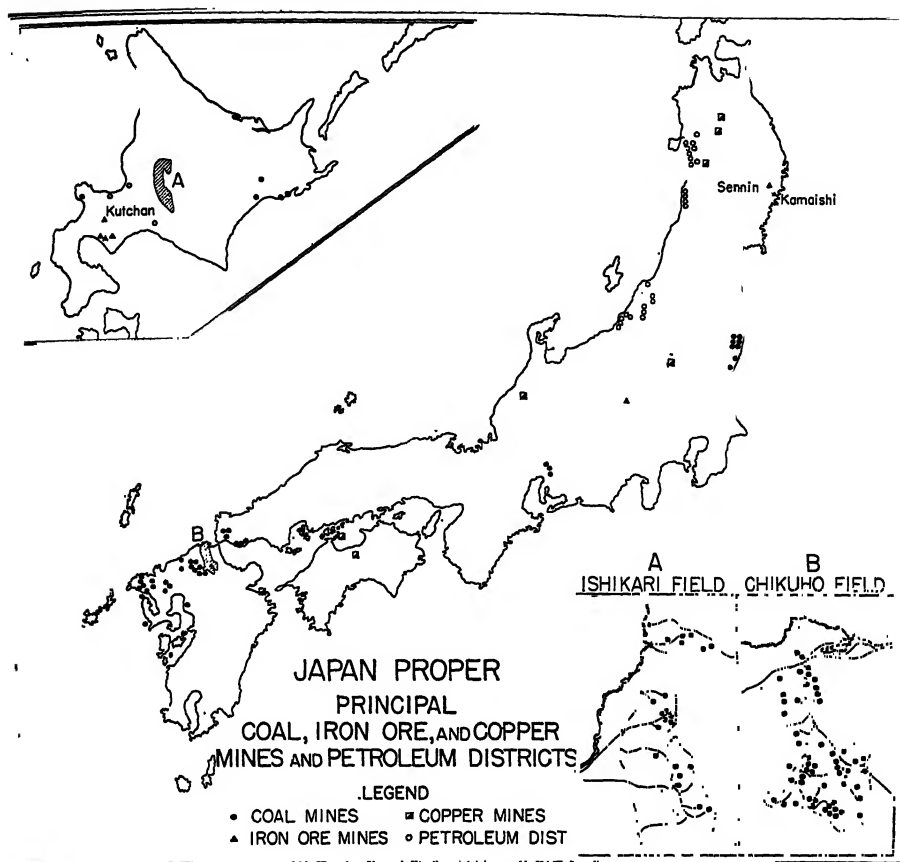 A
Kutchan
Sennin
Kamaishi
B
A
ISHIKARI FIELD
B
CHIKUHO FIELD
JAPAN PROPER
PRINCIPAL
COAL, IRON ORE, AND COPPER
MINES AND PETROLEUM DISTRICTS
LEGEND
COAL MINES
COPPER MINES
IRON ORE MINES
PETROLEUM DIST